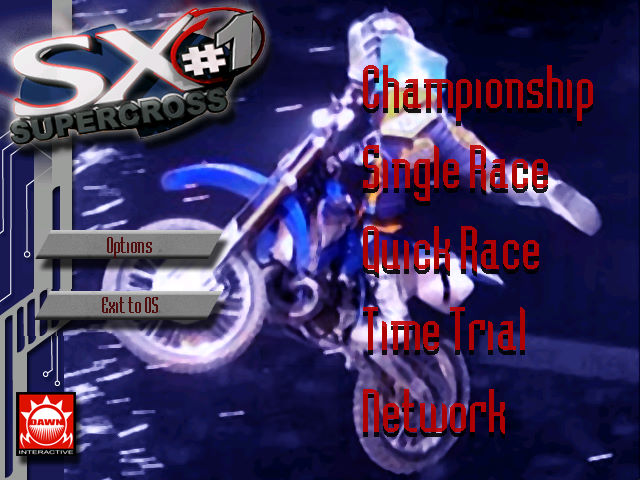 SX#1
SUPERCROSS
Championship
Single Race
Quick Race
Time Trial
Network
Options
Exit to OS
DAWN
INTERACTIVE